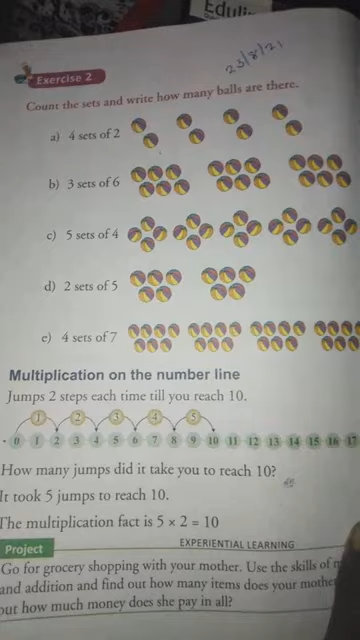 Eduli
23/8/21
Exercise 2
Count the sets and write how many balls are there.
a) 4 sets of 2
b) 3 sets of 6
c) 5 sets of 4
d) 2 sets of 5
e) 4 sets of 7
Multiplication on the number line
Jumps 2 steps each time till you reach 10.
1 2 3 4 5
0 1 2 3 4 5 6 7 8 9 10 11 12 13 14 15 16 17
How many jumps did it take you to reach 10?
It took 5 jumps to reach 10.
The multiplication fact is 5 × 2 = 10
Project
EXPERIENTIAL LEARNING
Go for grocery shopping with your mother. Use the skills of
and addition and find out how many items does your mothe
out how much money does she pay in all?